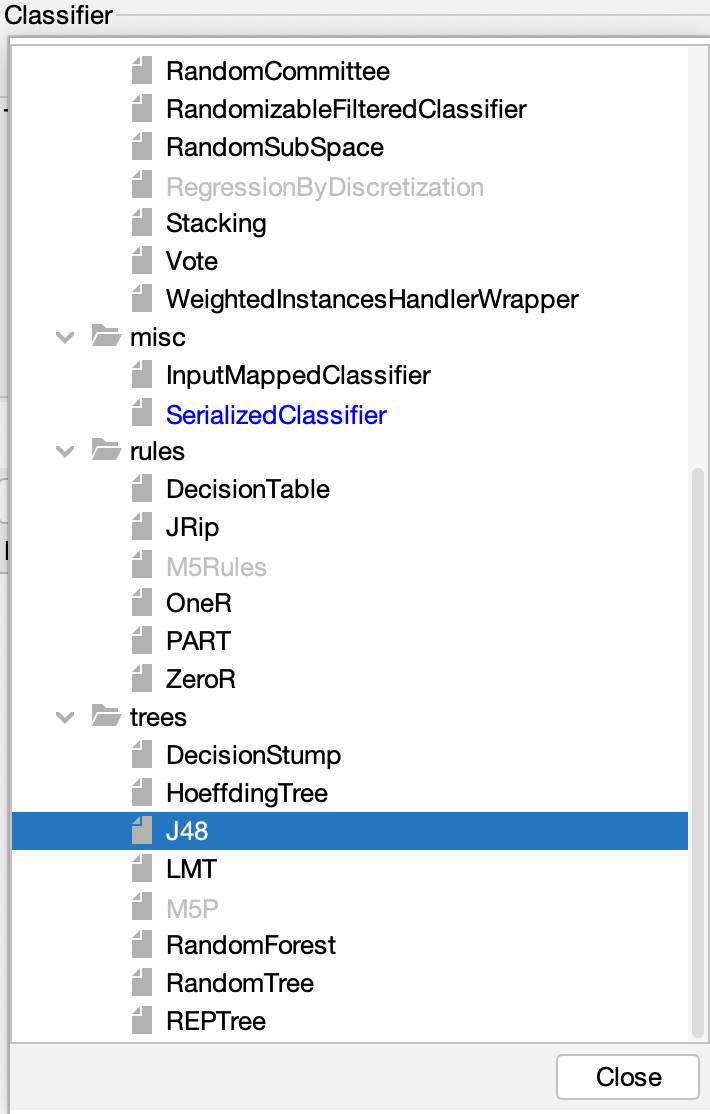 Classifier
RandomCommittee
RandomizableFilteredClassifier
RandomSubSpace
RegressionByDiscretization
Stacking
Vote
WeightedInstancesHandlerWrapper
misc
InputMappedClassifier
SerializedClassifier
rules
DecisionTable
JRip
M5Rules
OneR
PART
ZeroR
trees
DecisionStump
HoeffdingTree
J48
LMT
M5P
RandomForest
RandomTree
REPTree
Close